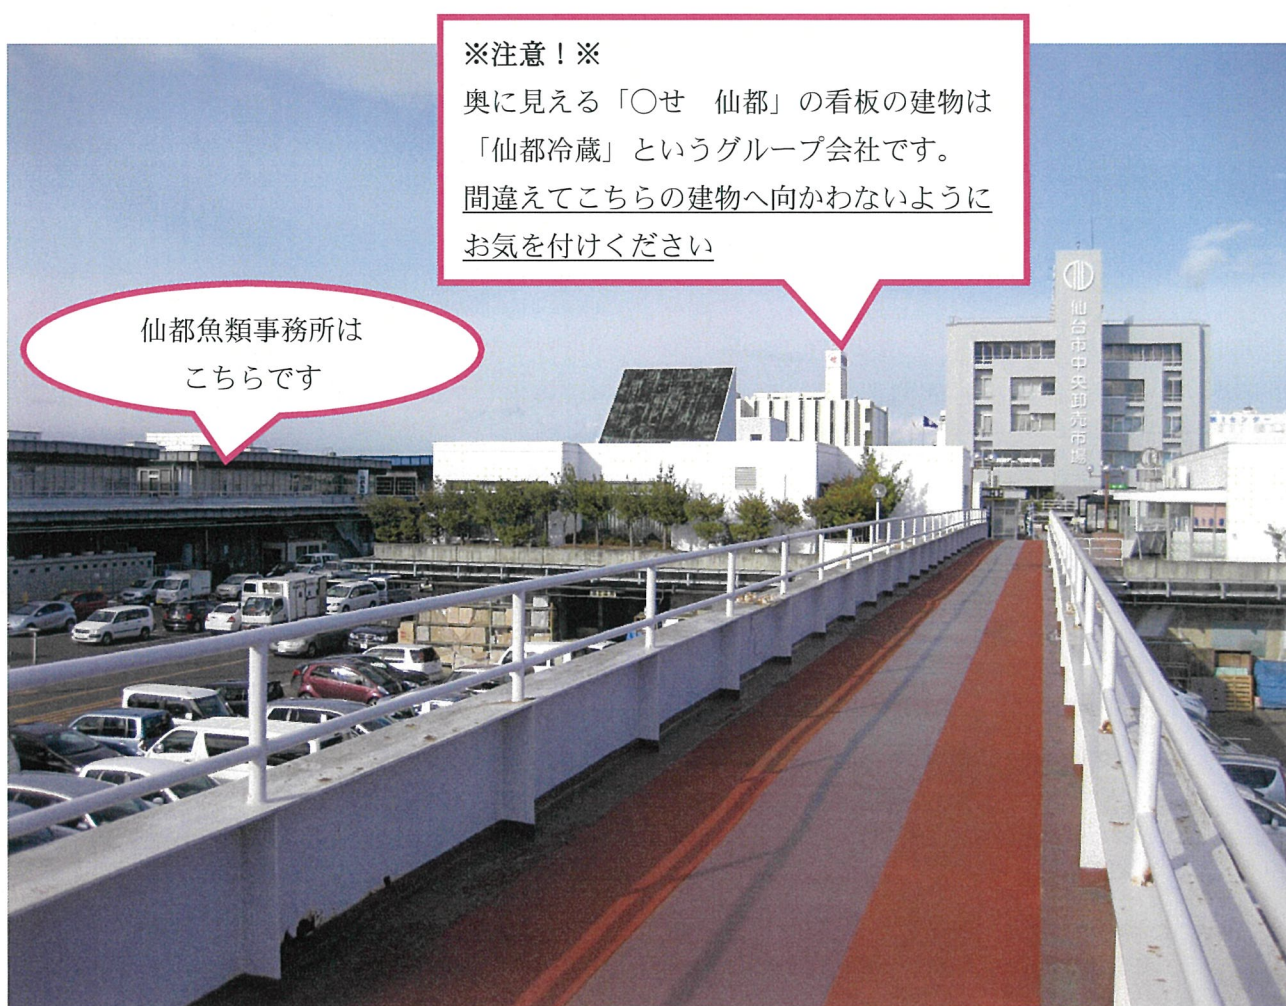 ※注意！※
奥に見える「〇せ　仙都」の看板の建物は
「仙都冷蔵」というグループ会社です。
間違えてこちらの建物へ向かわないように
お気を付けください
仙都魚類事務所は
こちらです
仙台市中央卸売市場